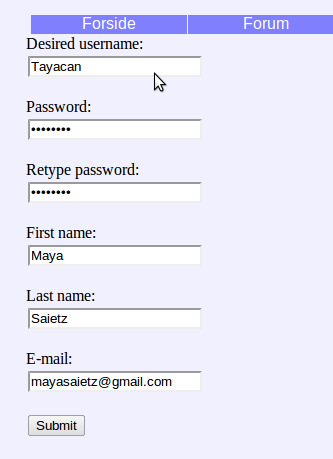 Forside Forum
Desired username:
Tayacan
Password:
••••••••
Retype password:
••••••••
First name:
Maya
Last name:
Saietz
E-mail:
mayasaietz@gmail.com
Submit